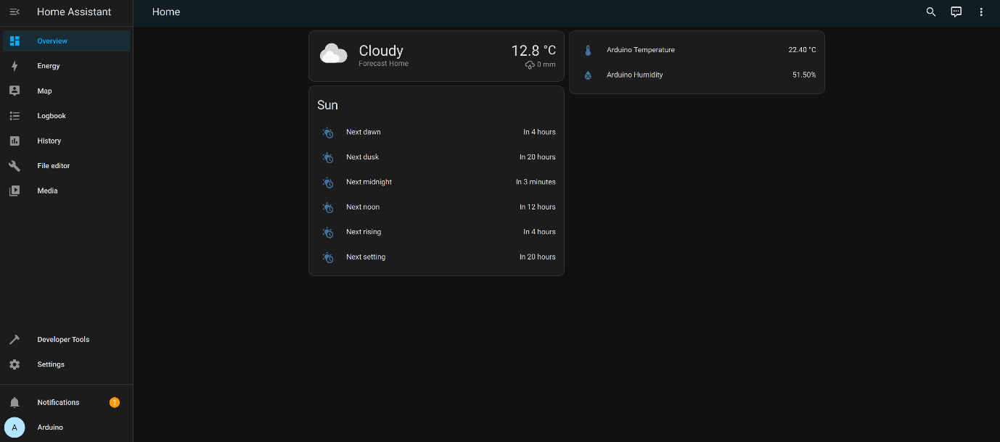 Home Assistant
Home
Overview
Energy
Map
Logbook
History
File editor
Media
Developer Tools
Settings
Notifications 1
A Arduino
Cloudy 12.8 °C
Forecast Home 0 mm
Sun
Next dawn In 4 hours
Next dusk In 20 hours
Next midnight In 3 minutes
Next noon In 12 hours
Next rising In 4 hours
Next setting In 20 hours
Arduino Temperature 22.40 °C
Arduino Humidity 51.50%